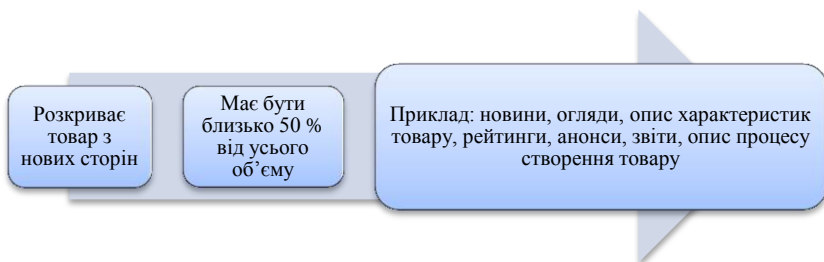 Розкриває
товар з
нових сторін
Має бути
близько 50 %
від усього
об’єму
Приклад: новини, огляди, опис характеристик
товару, рейтинги, анонси, звіти, опис процесу
створення товару